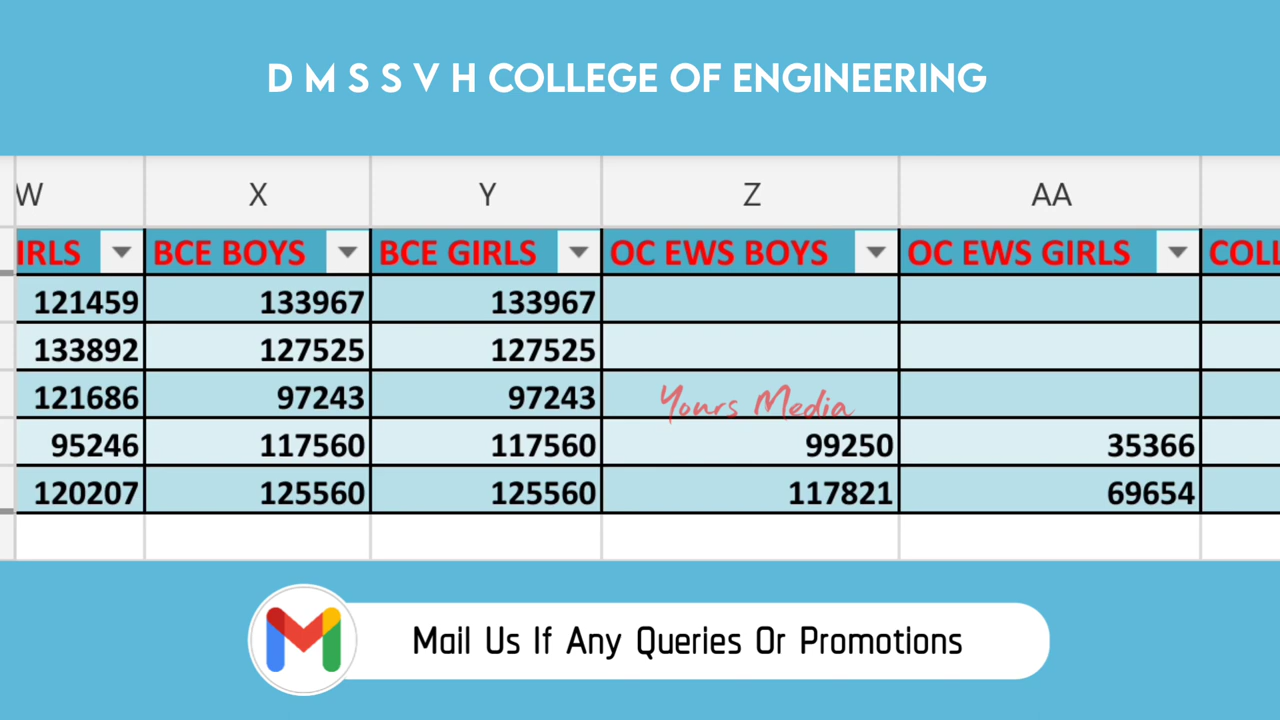 D M S S V H COLLEGE OF ENGINEERING
W X Y Z AA
IRLS BCE BOYS BCE GIRLS OC EWS BOYS OC EWS GIRLS COLL
121459 133967 133967
133892 127525 127525
121686 97243 97243
Yours Media
95246 117560 117560 99250 35366
120207 125560 125560 117821 69654
Mail Us If Any Queries Or Promotions